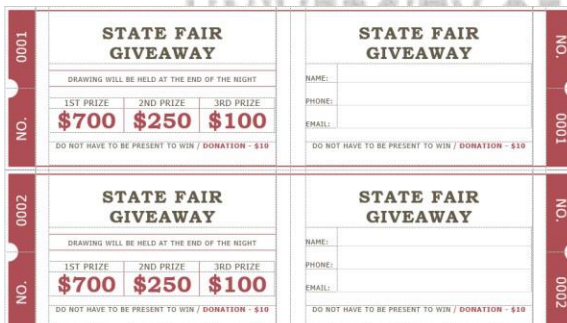 0001
NO.
STATE FAIR
GIVEAWAY
DRAWING WILL BE HELD AT THE END OF THE NIGHT
1ST PRIZE 2ND PRIZE 3RD PRIZE
$700 $250 $100
DO NOT HAVE TO BE PRESENT TO WIN / DONATION - $10
STATE FAIR
GIVEAWAY
NAME:
PHONE:
EMAIL:
DO NOT HAVE TO BE PRESENT TO WIN / DONATION - $10
NO.
0001
0002
NO.
STATE FAIR
GIVEAWAY
DRAWING WILL BE HELD AT THE END OF THE NIGHT
1ST PRIZE 2ND PRIZE 3RD PRIZE
$700 $250 $100
DO NOT HAVE TO BE PRESENT TO WIN / DONATION - $10
STATE FAIR
GIVEAWAY
NAME:
PHONE:
EMAIL:
DO NOT HAVE TO BE PRESENT TO WIN / DONATION - $10
NO.
0002